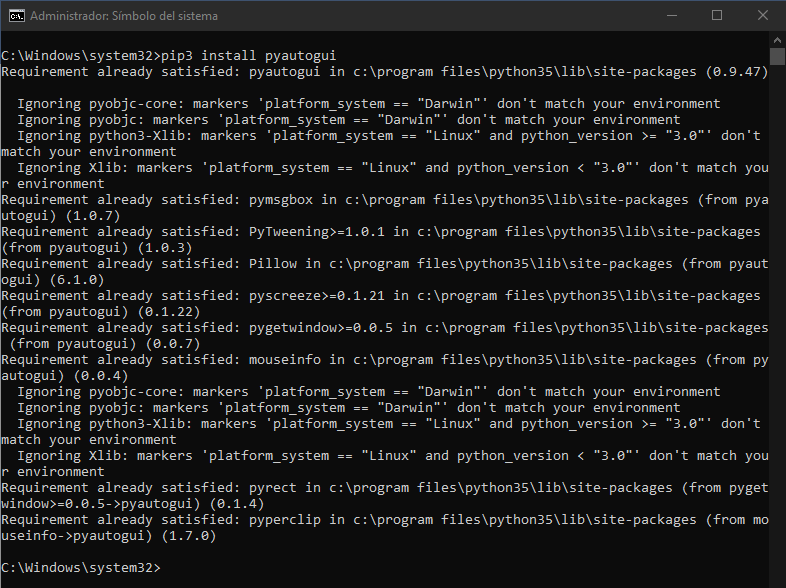 Administrador: Símbolo del sistema
C:\Windows\system32>pip3 install pyautogui
Requirement already satisfied: pyautogui in c:\program files\python35\lib\site-packages (0.9.47)
  Ignoring pyobjc-core: markers 'platform_system == "Darwin"' don't match your environment
  Ignoring pyobjc: markers 'platform_system == "Darwin"' don't match your environment
  Ignoring python3-Xlib: markers 'platform_system == "Linux" and python_version >= "3.0"' don't
match your environment
  Ignoring Xlib: markers 'platform_system == "Linux" and python_version < "3.0"' don't match you
r environment
Requirement already satisfied: pymsgbox in c:\program files\python35\lib\site-packages (from pya
utogui) (1.0.7)
Requirement already satisfied: PyTweening>=1.0.1 in c:\program files\python35\lib\site-packages
(from pyautogui) (1.0.3)
Requirement already satisfied: Pillow in c:\program files\python35\lib\site-packages (from pyaut
ogui) (6.1.0)
Requirement already satisfied: pyscreeze>=0.1.21 in c:\program files\python35\lib\site-packages
(from pyautogui) (0.1.22)
Requirement already satisfied: pygetwindow>=0.0.5 in c:\program files\python35\lib\site-packages
 (from pyautogui) (0.0.7)
Requirement already satisfied: mouseinfo in c:\program files\python35\lib\site-packages (from py
autogui) (0.0.4)
  Ignoring pyobjc-core: markers 'platform_system == "Darwin"' don't match your environment
  Ignoring pyobjc: markers 'platform_system == "Darwin"' don't match your environment
  Ignoring python3-Xlib: markers 'platform_system == "Linux" and python_version >= "3.0"' don't
match your environment
  Ignoring Xlib: markers 'platform_system == "Linux" and python_version < "3.0"' don't match you
r environment
Requirement already satisfied: pyrect in c:\program files\python35\lib\site-packages (from pyget
window>=0.0.5->pyautogui) (0.1.4)
Requirement already satisfied: pyperclip in c:\program files\python35\lib\site-packages (from mo
useinfo->pyautogui) (1.7.0)
C:\Windows\system32>